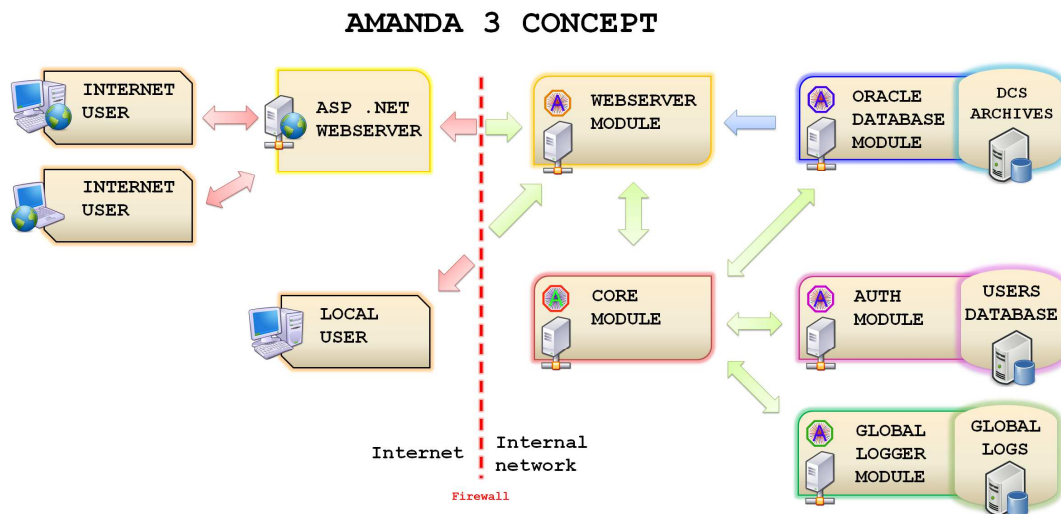 AMANDA 3 CONCEPT
INTERNET
USER
ASP .NET
WEBSERVER
WEBSERVER
MODULE
ORACLE
DATABASE
MODULE
DCS
ARCHIVES
INTERNET
USER
LOCAL
USER
CORE
MODULE
AUTH
MODULE
USERS
DATABASE
GLOBAL
LOGGER
MODULE
GLOBAL
LOGS
Internet
Internal
network
Firewall
A
A
A
A
A